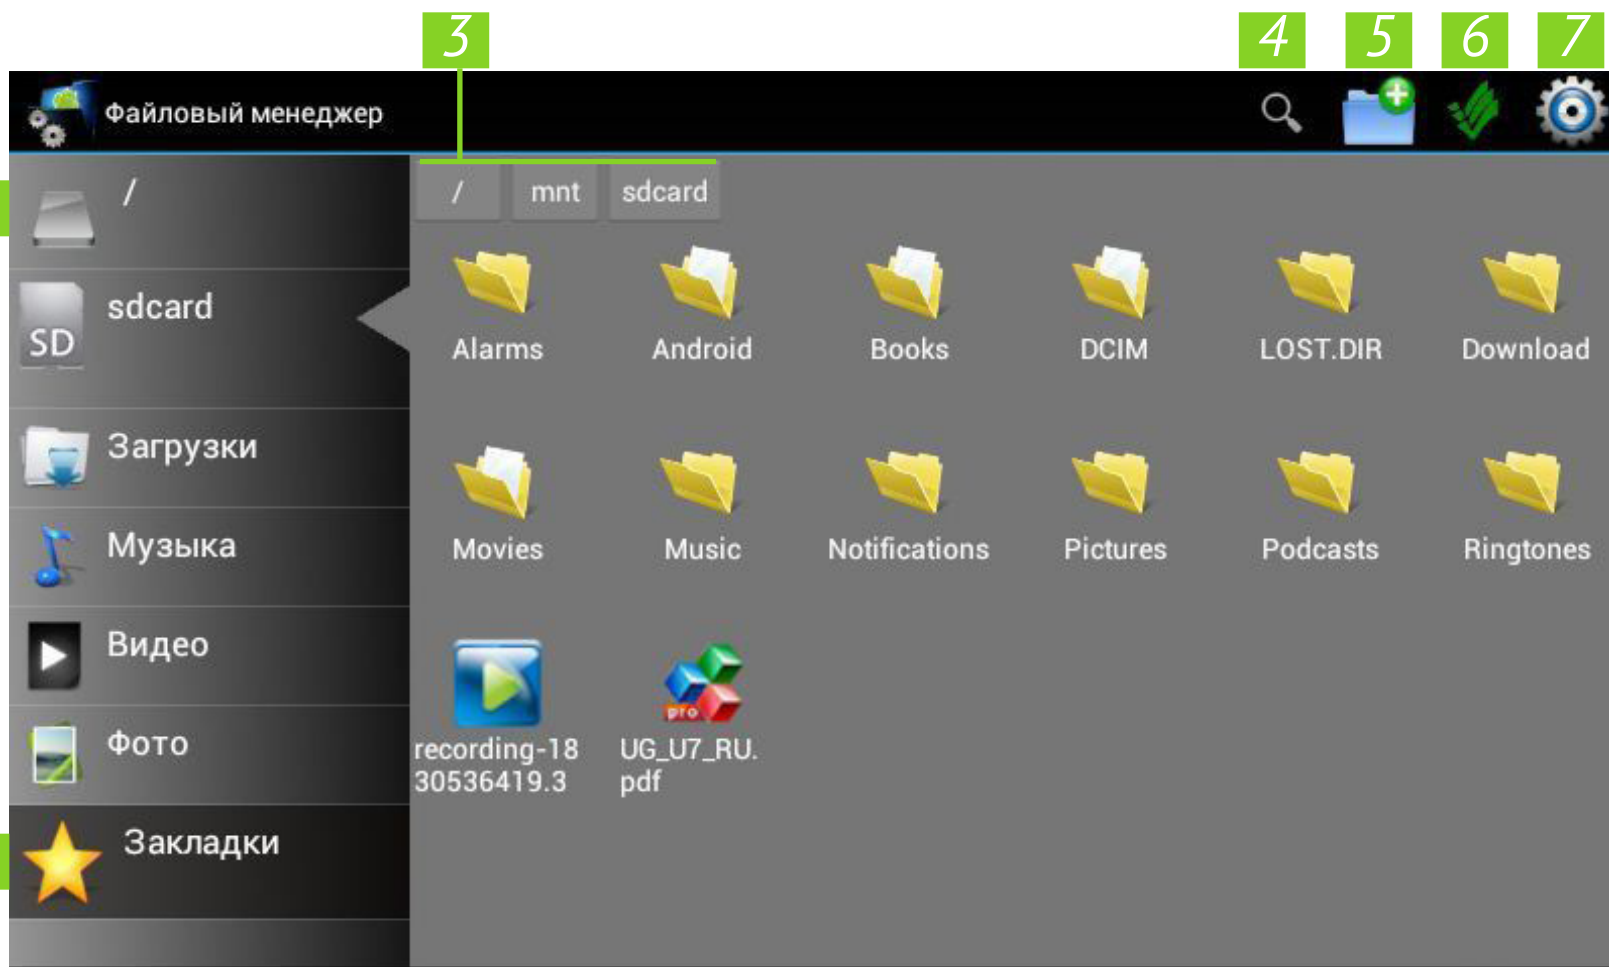 3 4 5 6 7
Файловый менеджер
/
sdcard
SD
Загрузки
Музыка
Видео
Фото
Закладки
/ mnt sdcard
Alarms Android Books DCIM LOST.DIR Download
Movies Music Notifications Pictures Podcasts Ringtones
recording-18
30536419.3
pro
UG_U7_RU.
pdf